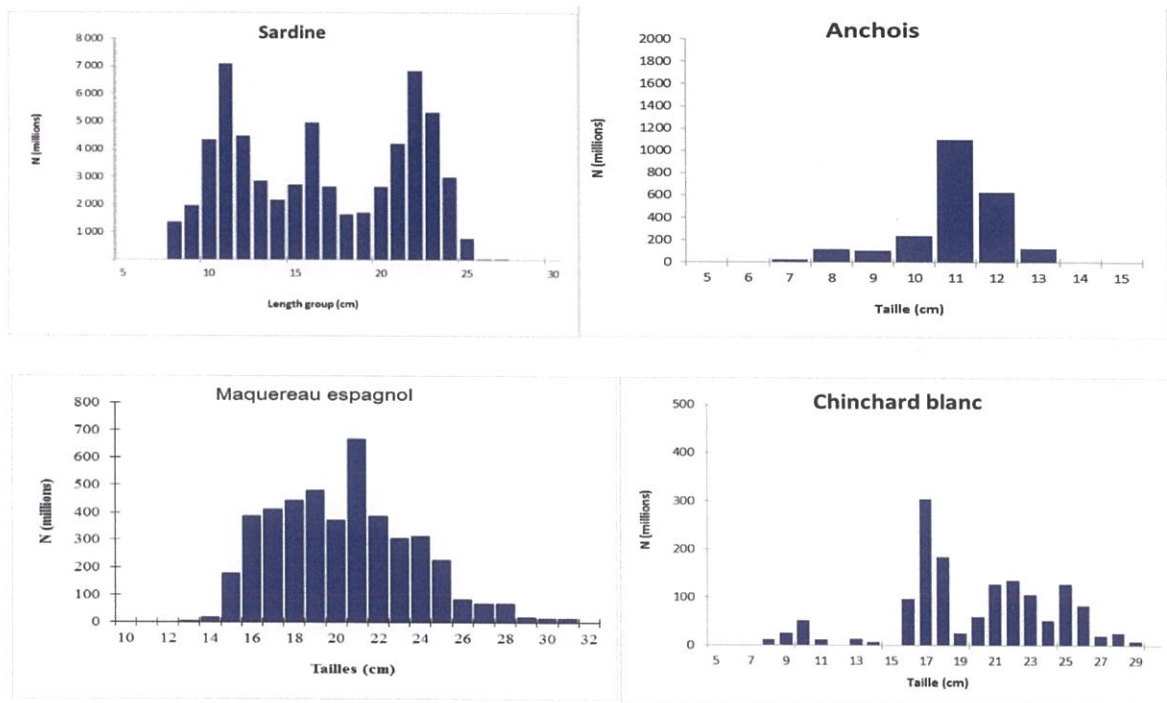 Sardine
8 000
7 000
6 000
5 000
4 000
3 000
2 000
1 000
N (millions)
5 10 15 20 25 30
Length group (cm)
Anchois
2000
1800
1600
1400
1200
1000
800
600
400
200
0
N (millions)
5 6 7 8 9 10 11 12 13 14 15
Taille (cm)
Maquereau espagnol
800
700
600
500
400
300
200
100
0
N (millions)
10 12 14 16 18 20 22 24 26 28 30 32
Tailles (cm)
Chinchard blanc
500
400
300
200
100
0
N (millions)
5 7 9 11 13 15 17 19 21 23 25 27 29
Taille (cm)